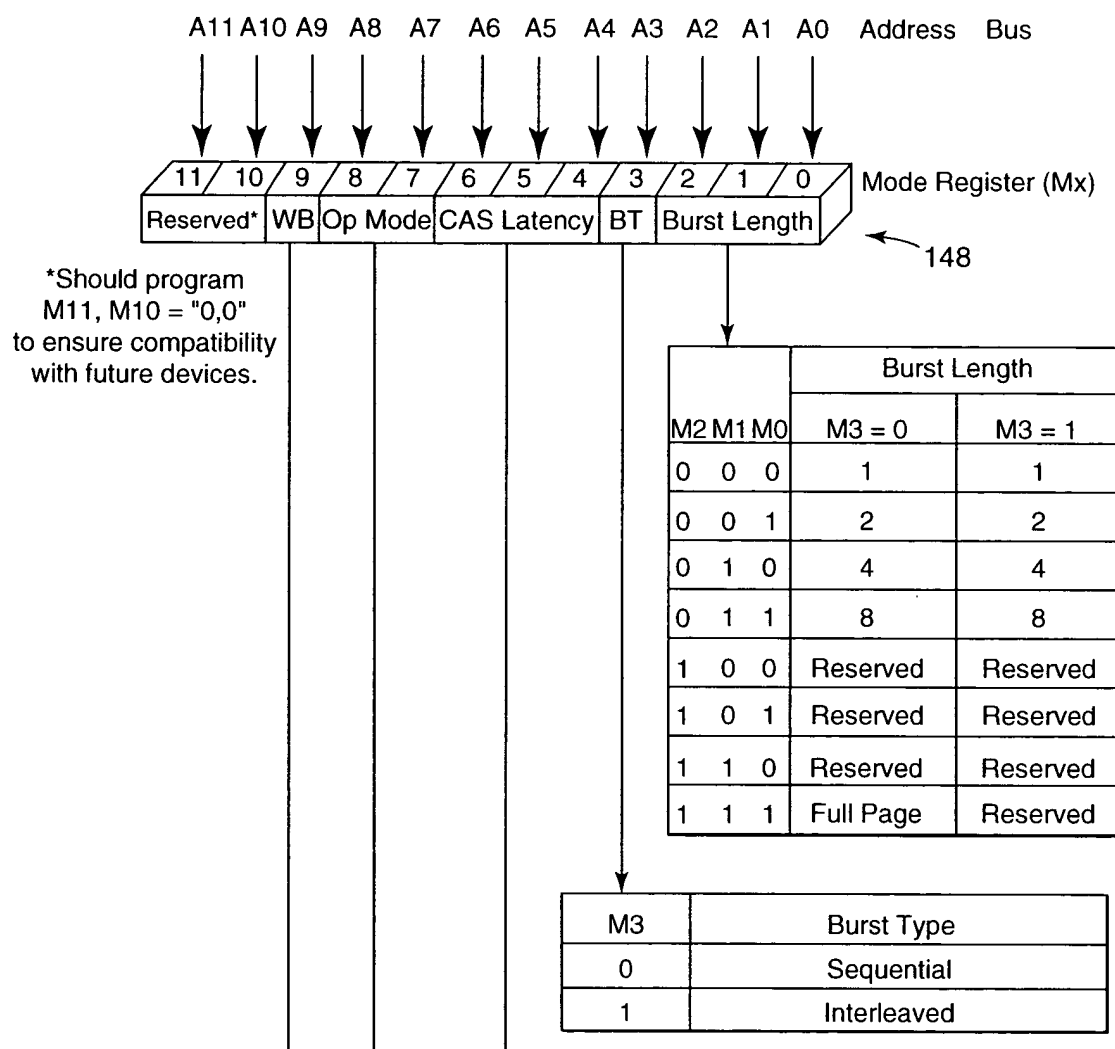 A11 A10 A9 A8 A7 A6 A5 A4 A3 A2 A1 A0 Address Bus
11 10 9 8 7 6 5 4 3 2 1 0 Mode Register (Mx)
Reserved* WB Op Mode CAS Latency BT Burst Length
148
*Should program
M11, M10 = "0,0"
to ensure compatibility
with future devices.
Burst Length
M2 M1 M0 M3 = 0 M3 = 1
0 0 0 1 1
0 0 1 2 2
0 1 0 4 4
0 1 1 8 8
1 0 0 Reserved Reserved
1 0 1 Reserved Reserved
1 1 0 Reserved Reserved
1 1 1 Full Page Reserved
M3 Burst Type
0 Sequential
1 Interleaved